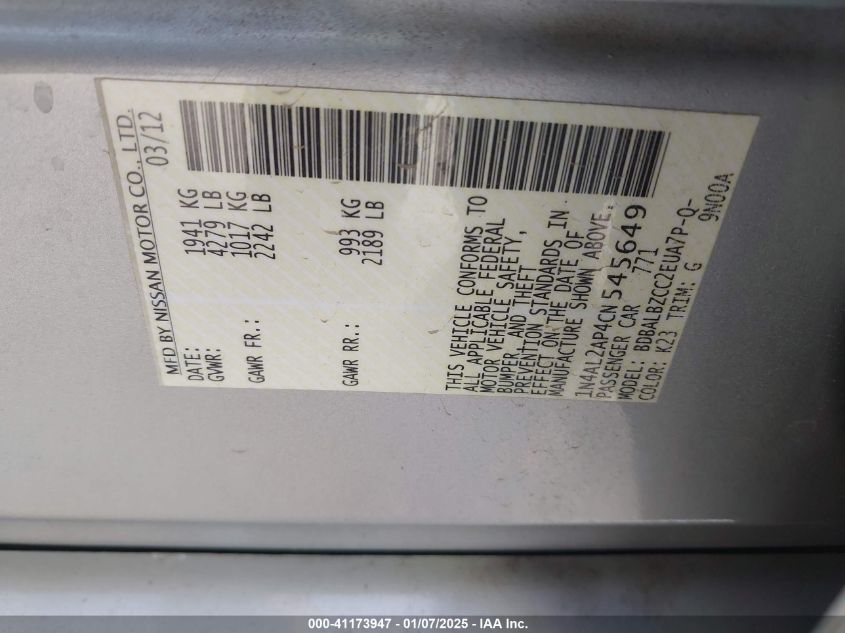 MFD BY NISSAN MOTOR CO., LTD.
DATE: 03/12
GVWR: 1941 KG
4279 LB
GAWR FR.: 1017 KG
2242 LB
GAWR RR.: 993 KG
2189 LB
THIS VEHICLE CONFORMS TO
ALL APPLICABLE FEDERAL
MOTOR VEHICLE SAFETY,
BUMPER, AND THEFT
PREVENTION STANDARDS IN
EFFECT ON THE DATE OF
MANUFACTURE SHOWN ABOVE.
1N4AL2AP4CN545649
PASSENGER CAR 771
MODEL: BDBALBZCC2EUA7P-Q-
COLOR: K23 TRIM: G 9N00A
000-41173947 - 01/07/2025 - IAA Inc.